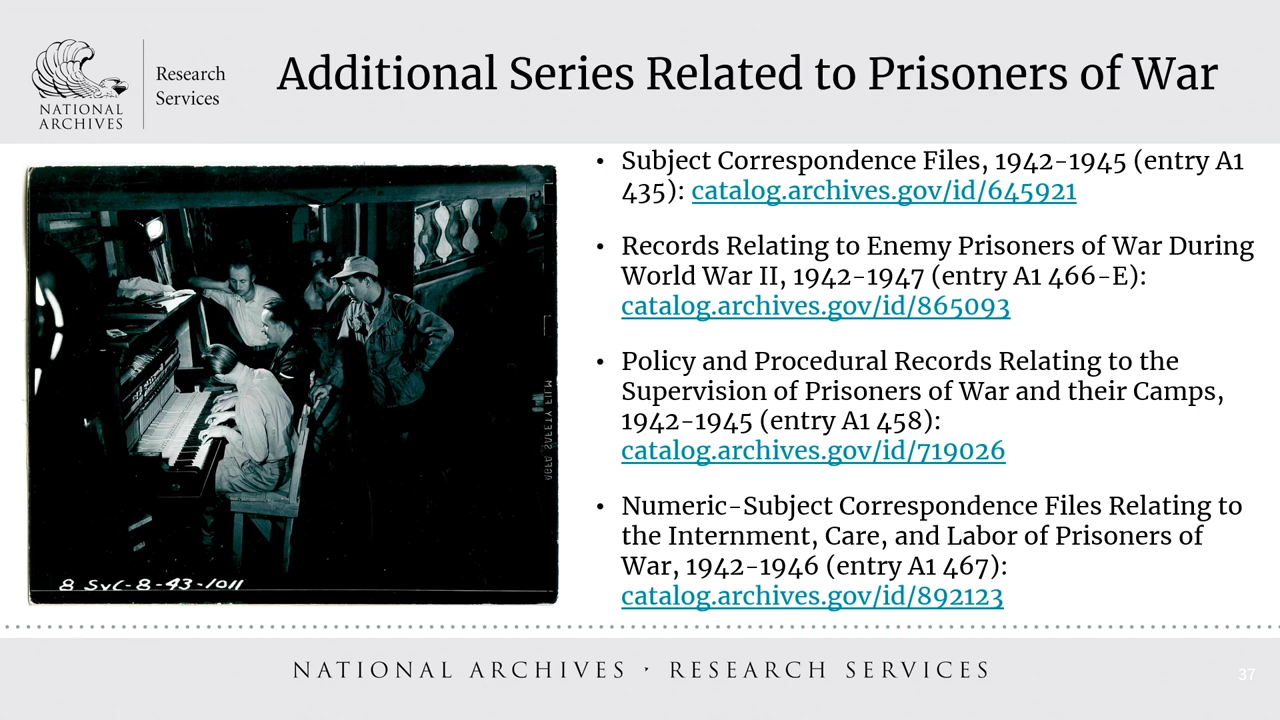 NATIONAL
ARCHIVES
Research
Services
Additional Series Related to Prisoners of War
• Subject Correspondence Files, 1942-1945 (entry A1
435): catalog.archives.gov/id/645921
• Records Relating to Enemy Prisoners of War During
World War II, 1942-1947 (entry A1 466-E):
catalog.archives.gov/id/865093
• Policy and Procedural Records Relating to the
Supervision of Prisoners of War and their Camps,
1942-1945 (entry A1 458):
catalog.archives.gov/id/719026
• Numeric-Subject Correspondence Files Relating to
the Internment, Care, and Labor of Prisoners of
War, 1942-1946 (entry A1 467):
catalog.archives.gov/id/892123
AGFA SAFETY FILM
8 SVC-8-43-1011
NATIONAL ARCHIVES · RESEARCH SERVICES
37